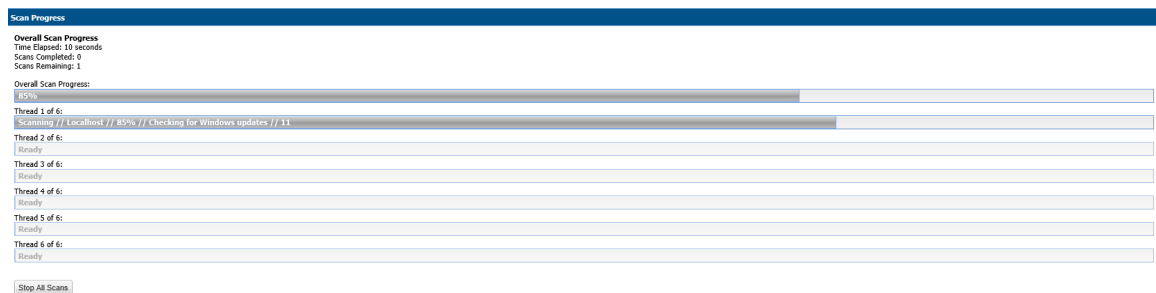 Scan Progress
Overall Scan Progress
Time Elapsed: 10 seconds
Scans Completed: 0
Scans Remaining: 1
Overall Scan Progress:
85%
Thread 1 of 6:
Scanning // Localhost // 85% // Checking for Windows updates // 11
Thread 2 of 6:
Ready
Thread 3 of 6:
Ready
Thread 4 of 6:
Ready
Thread 5 of 6:
Ready
Thread 6 of 6:
Ready
Stop All Scans